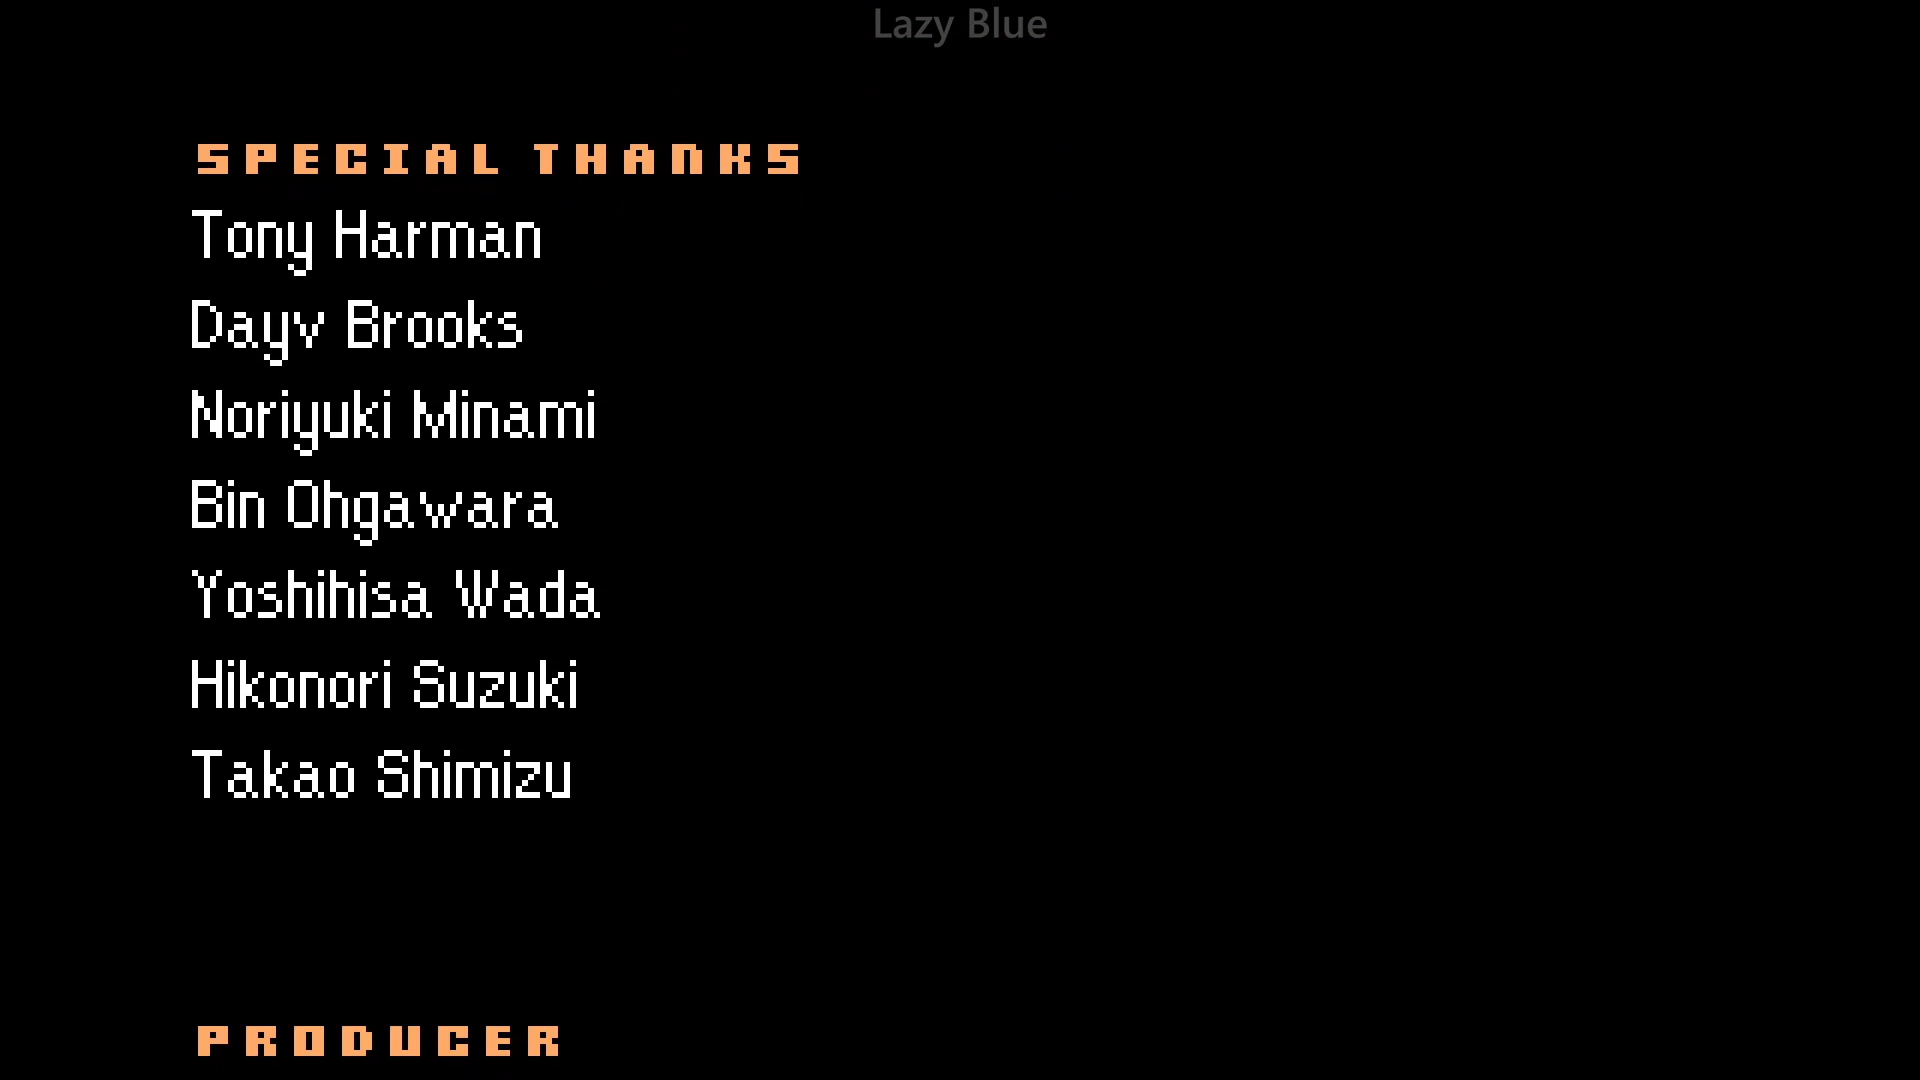 Lazy Blue
SPECIAL THANKS
Tony Harman
Dayv Brooks
Noriyuki Minami
Bin Ohgawara
Yoshihisa Wada
Hikonori Suzuki
Takao Shimizu
PRODUCER